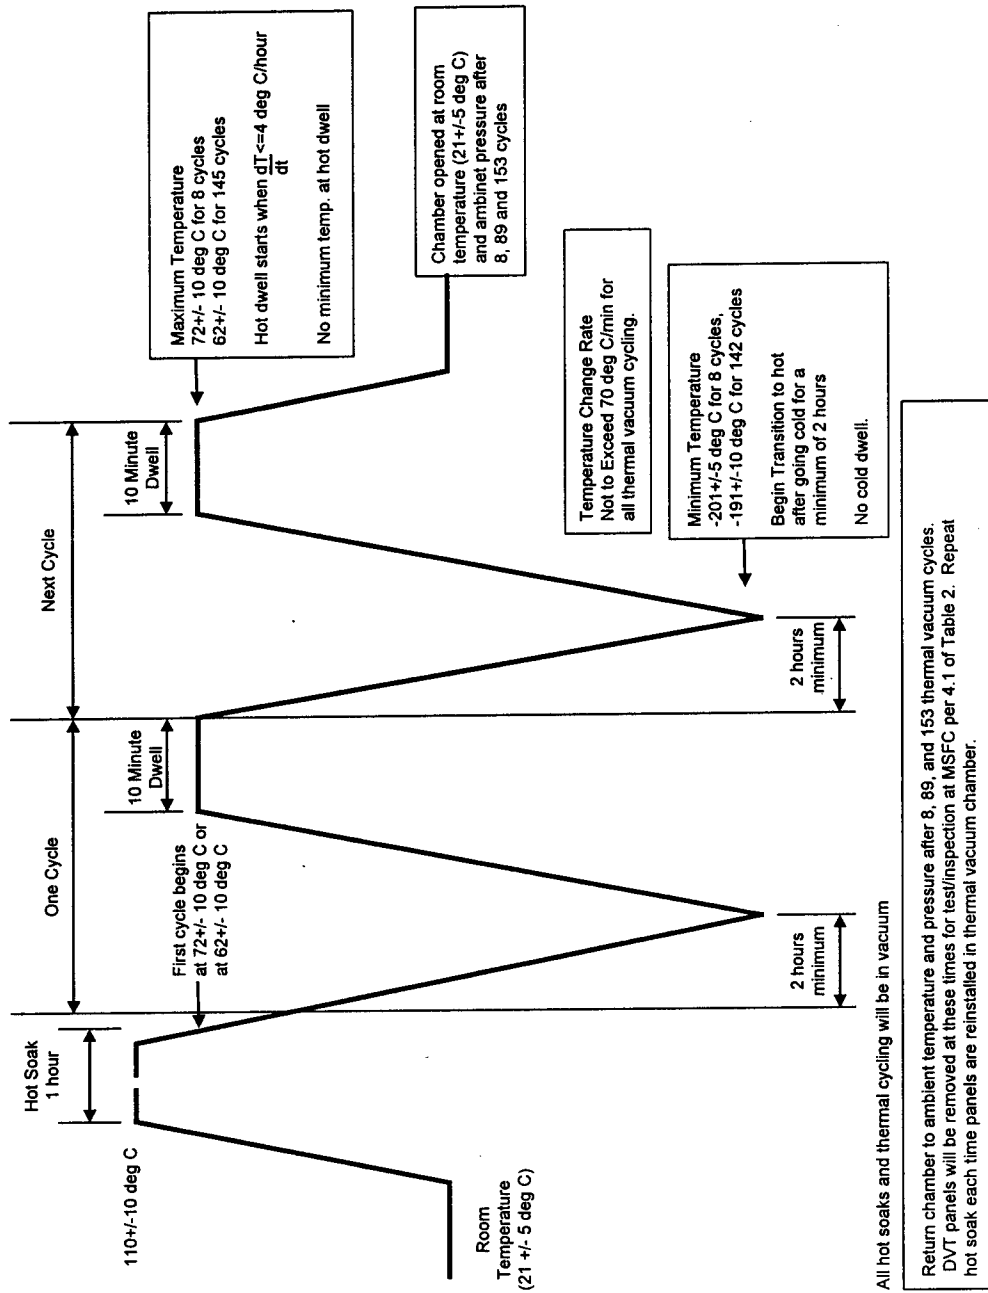 Hot Soak
1 hour
One Cycle
Next Cycle
10 Minute
Dwell
10 Minute
Dwell
110+/-10 deg C
First cycle begins
at 72+/- 10 deg C or
at 62+/- 10 deg C
Maximum Temperature
72+/- 10 deg C for 8 cycles
62+/- 10 deg C for 145 cycles
Hot dwell starts when dT<=4 deg C/hour
dt
No minimum temp. at hot dwell
Room
Temperature
(21 +/- 5 deg C)
Chamber opened at room
temperature (21+/-5 deg C)
and ambinet pressure after
8, 89 and 153 cycles
Temperature Change Rate
Not to Exceed 70 deg C/min for
all thermal vacuum cycling.
2 hours
minimum
2 hours
minimum
Minimum Temperature
-201+/-5 deg C for 8 cycles,
-191+/-10 deg C for 142 cycles
Begin Transition to hot
after going cold for a
minimum of 2 hours
No cold dwell.
All hot soaks and thermal cycling will be in vacuum
Return chamber to ambient temperature and pressure after 8, 89, and 153 thermal vacuum cycles.
DVT panels will be removed at these times for test/inspection at MSFC per 4.1 of Table 2. Repeat
hot soak each time panels are reinstalled in thermal vacuum chamber.